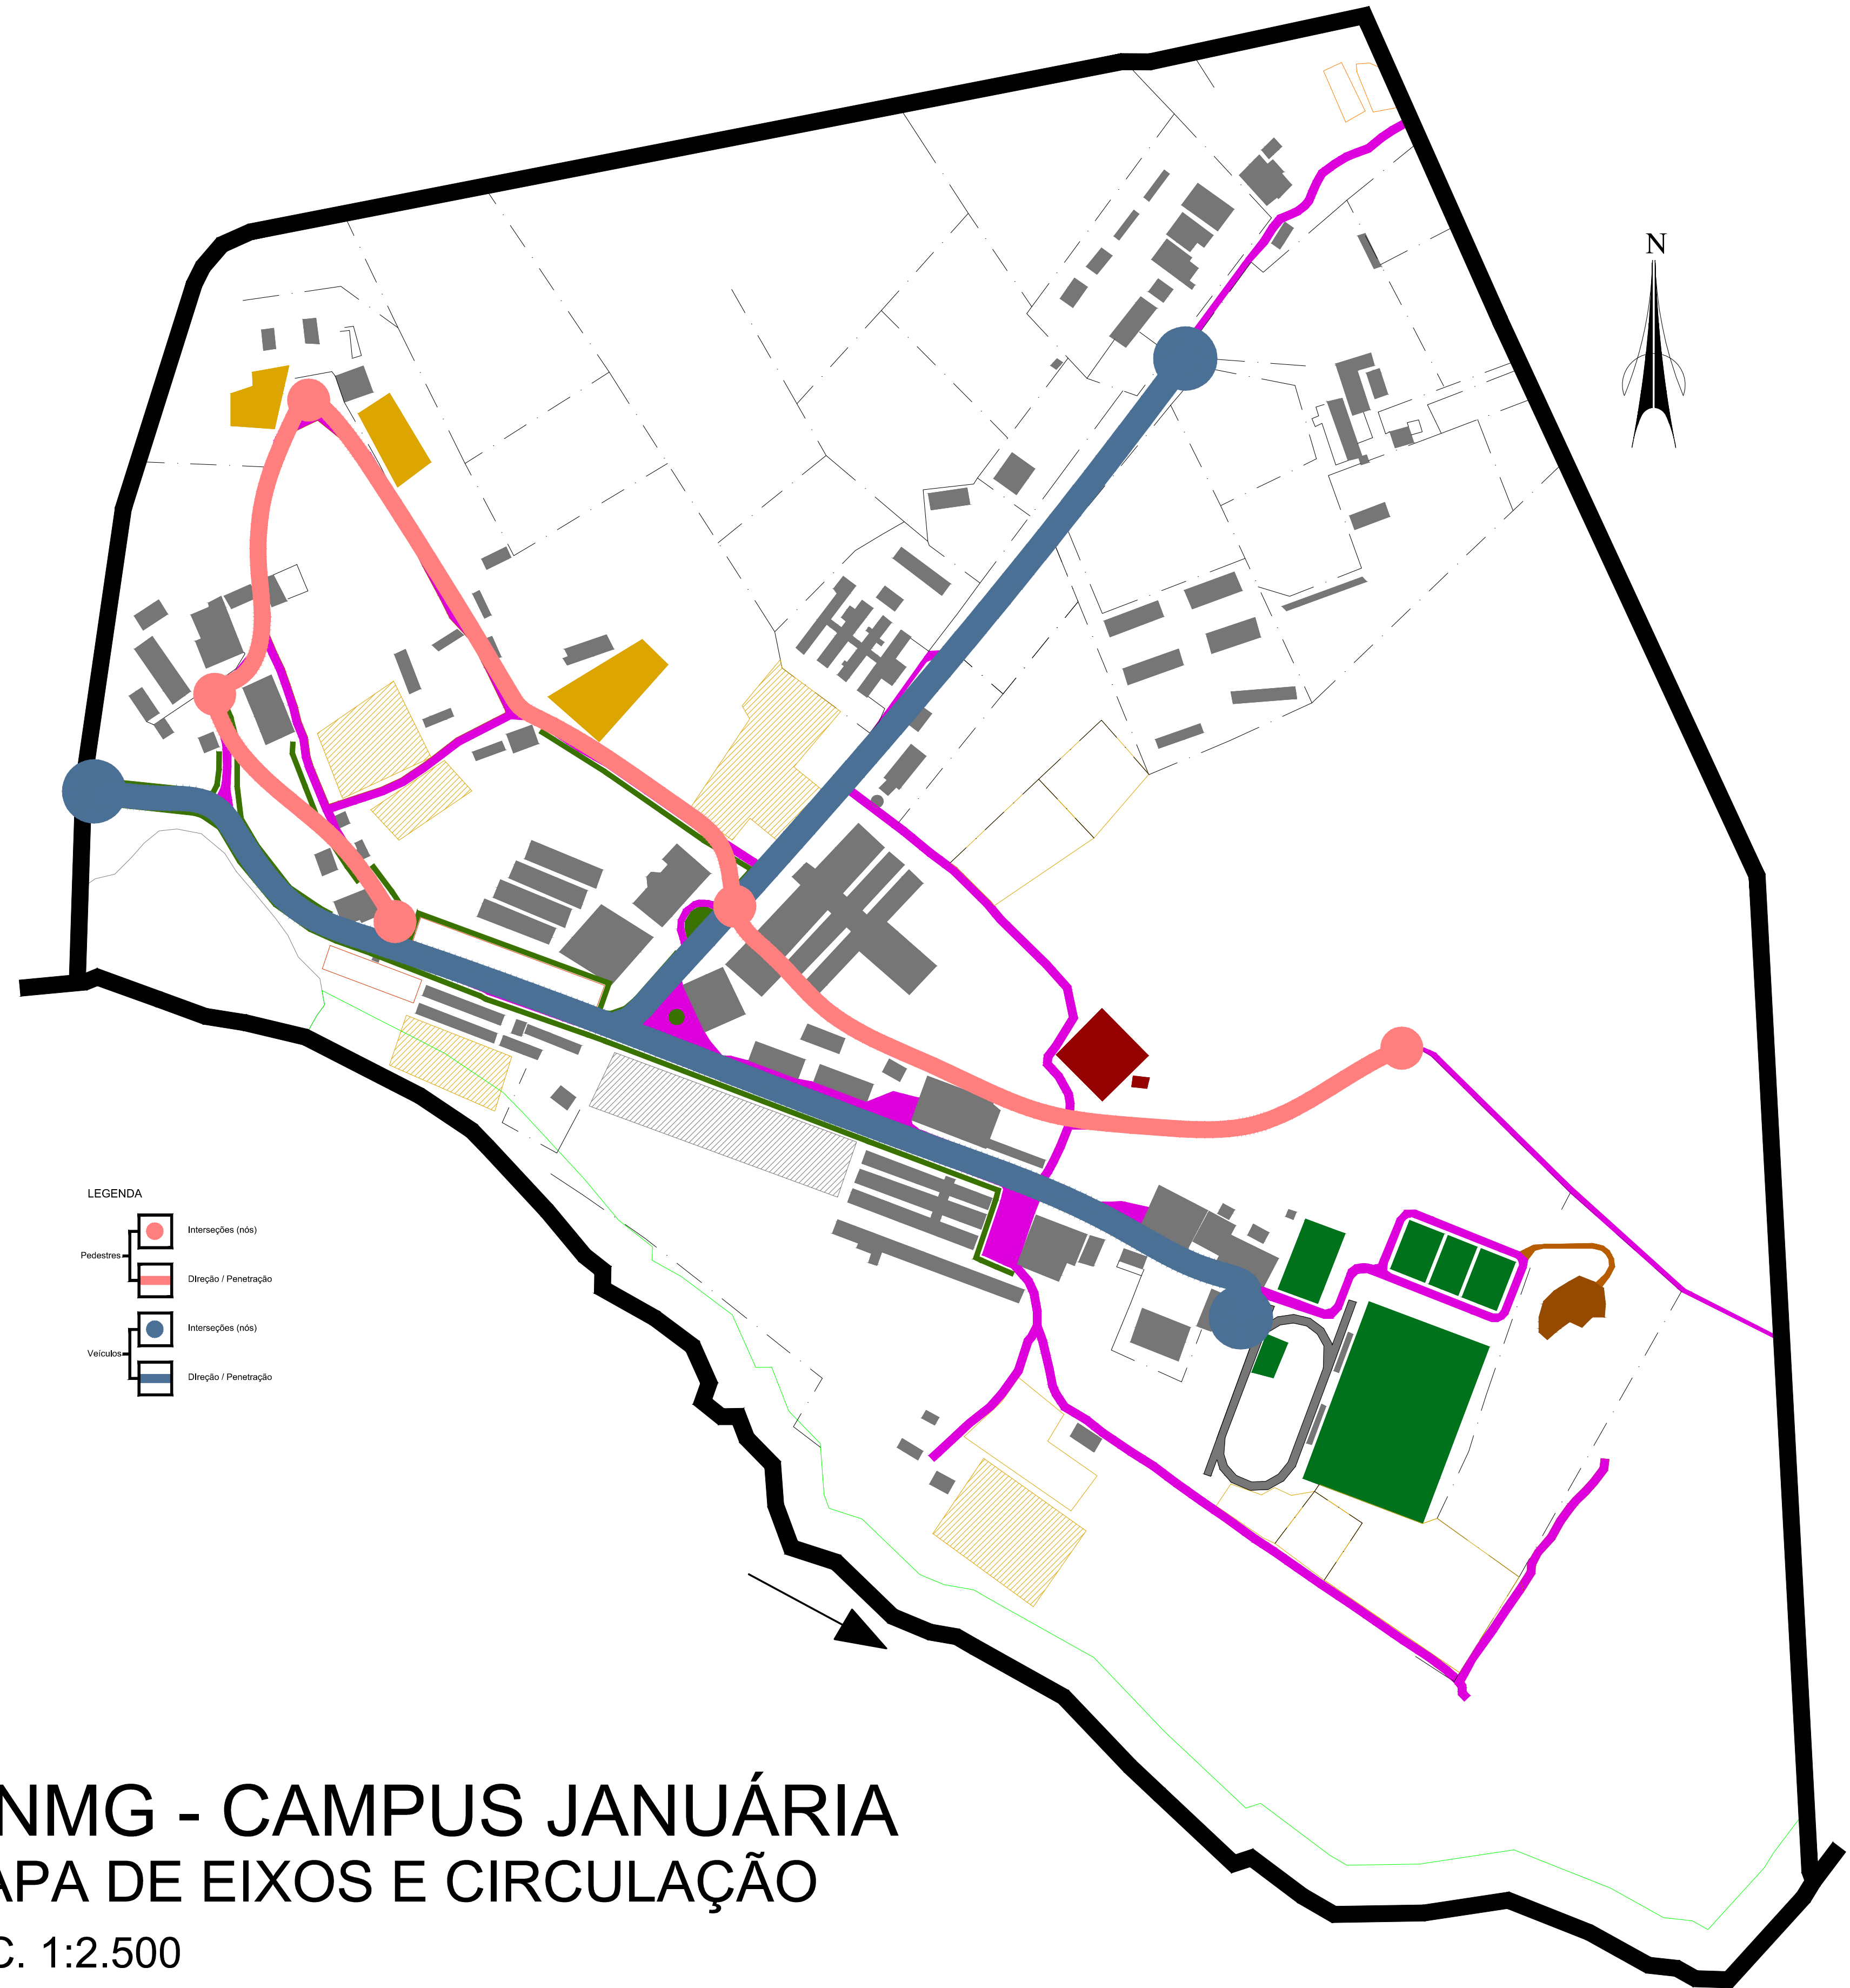 N
LEGENDA
Interseções (nós)
Pedestres
DIreção / Penetração
Interseções (nós)
Veículos
DIreção / Penetração
NMG - CAMPUS JANUÁRIA
APA DE EIXOS E CIRCULAÇÃO
C. 1:2.500